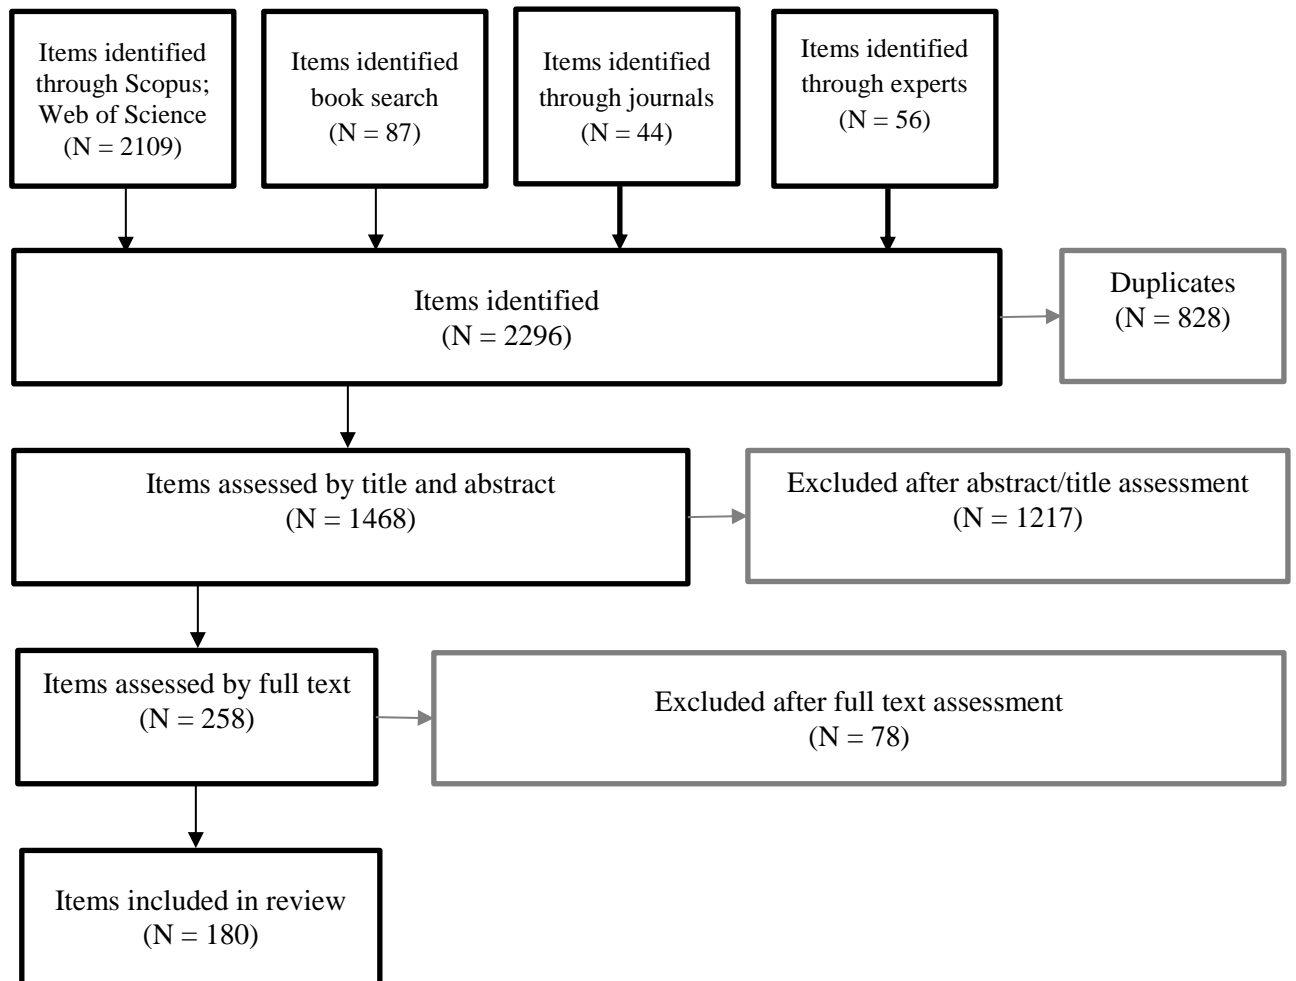 Items identified
through Scopus;
Web of Science
(N = 2109)
Items identified
book search
(N = 87)
Items identified
through journals
(N = 44)
Items identified
through experts
(N = 56)
Items identified
(N = 2296)
Duplicates
(N = 828)
Items assessed by title and abstract
(N = 1468)
Excluded after abstract/title assessment
(N = 1217)
Items assessed by full text
(N = 258)
Excluded after full text assessment
(N = 78)
Items included in review
(N = 180)